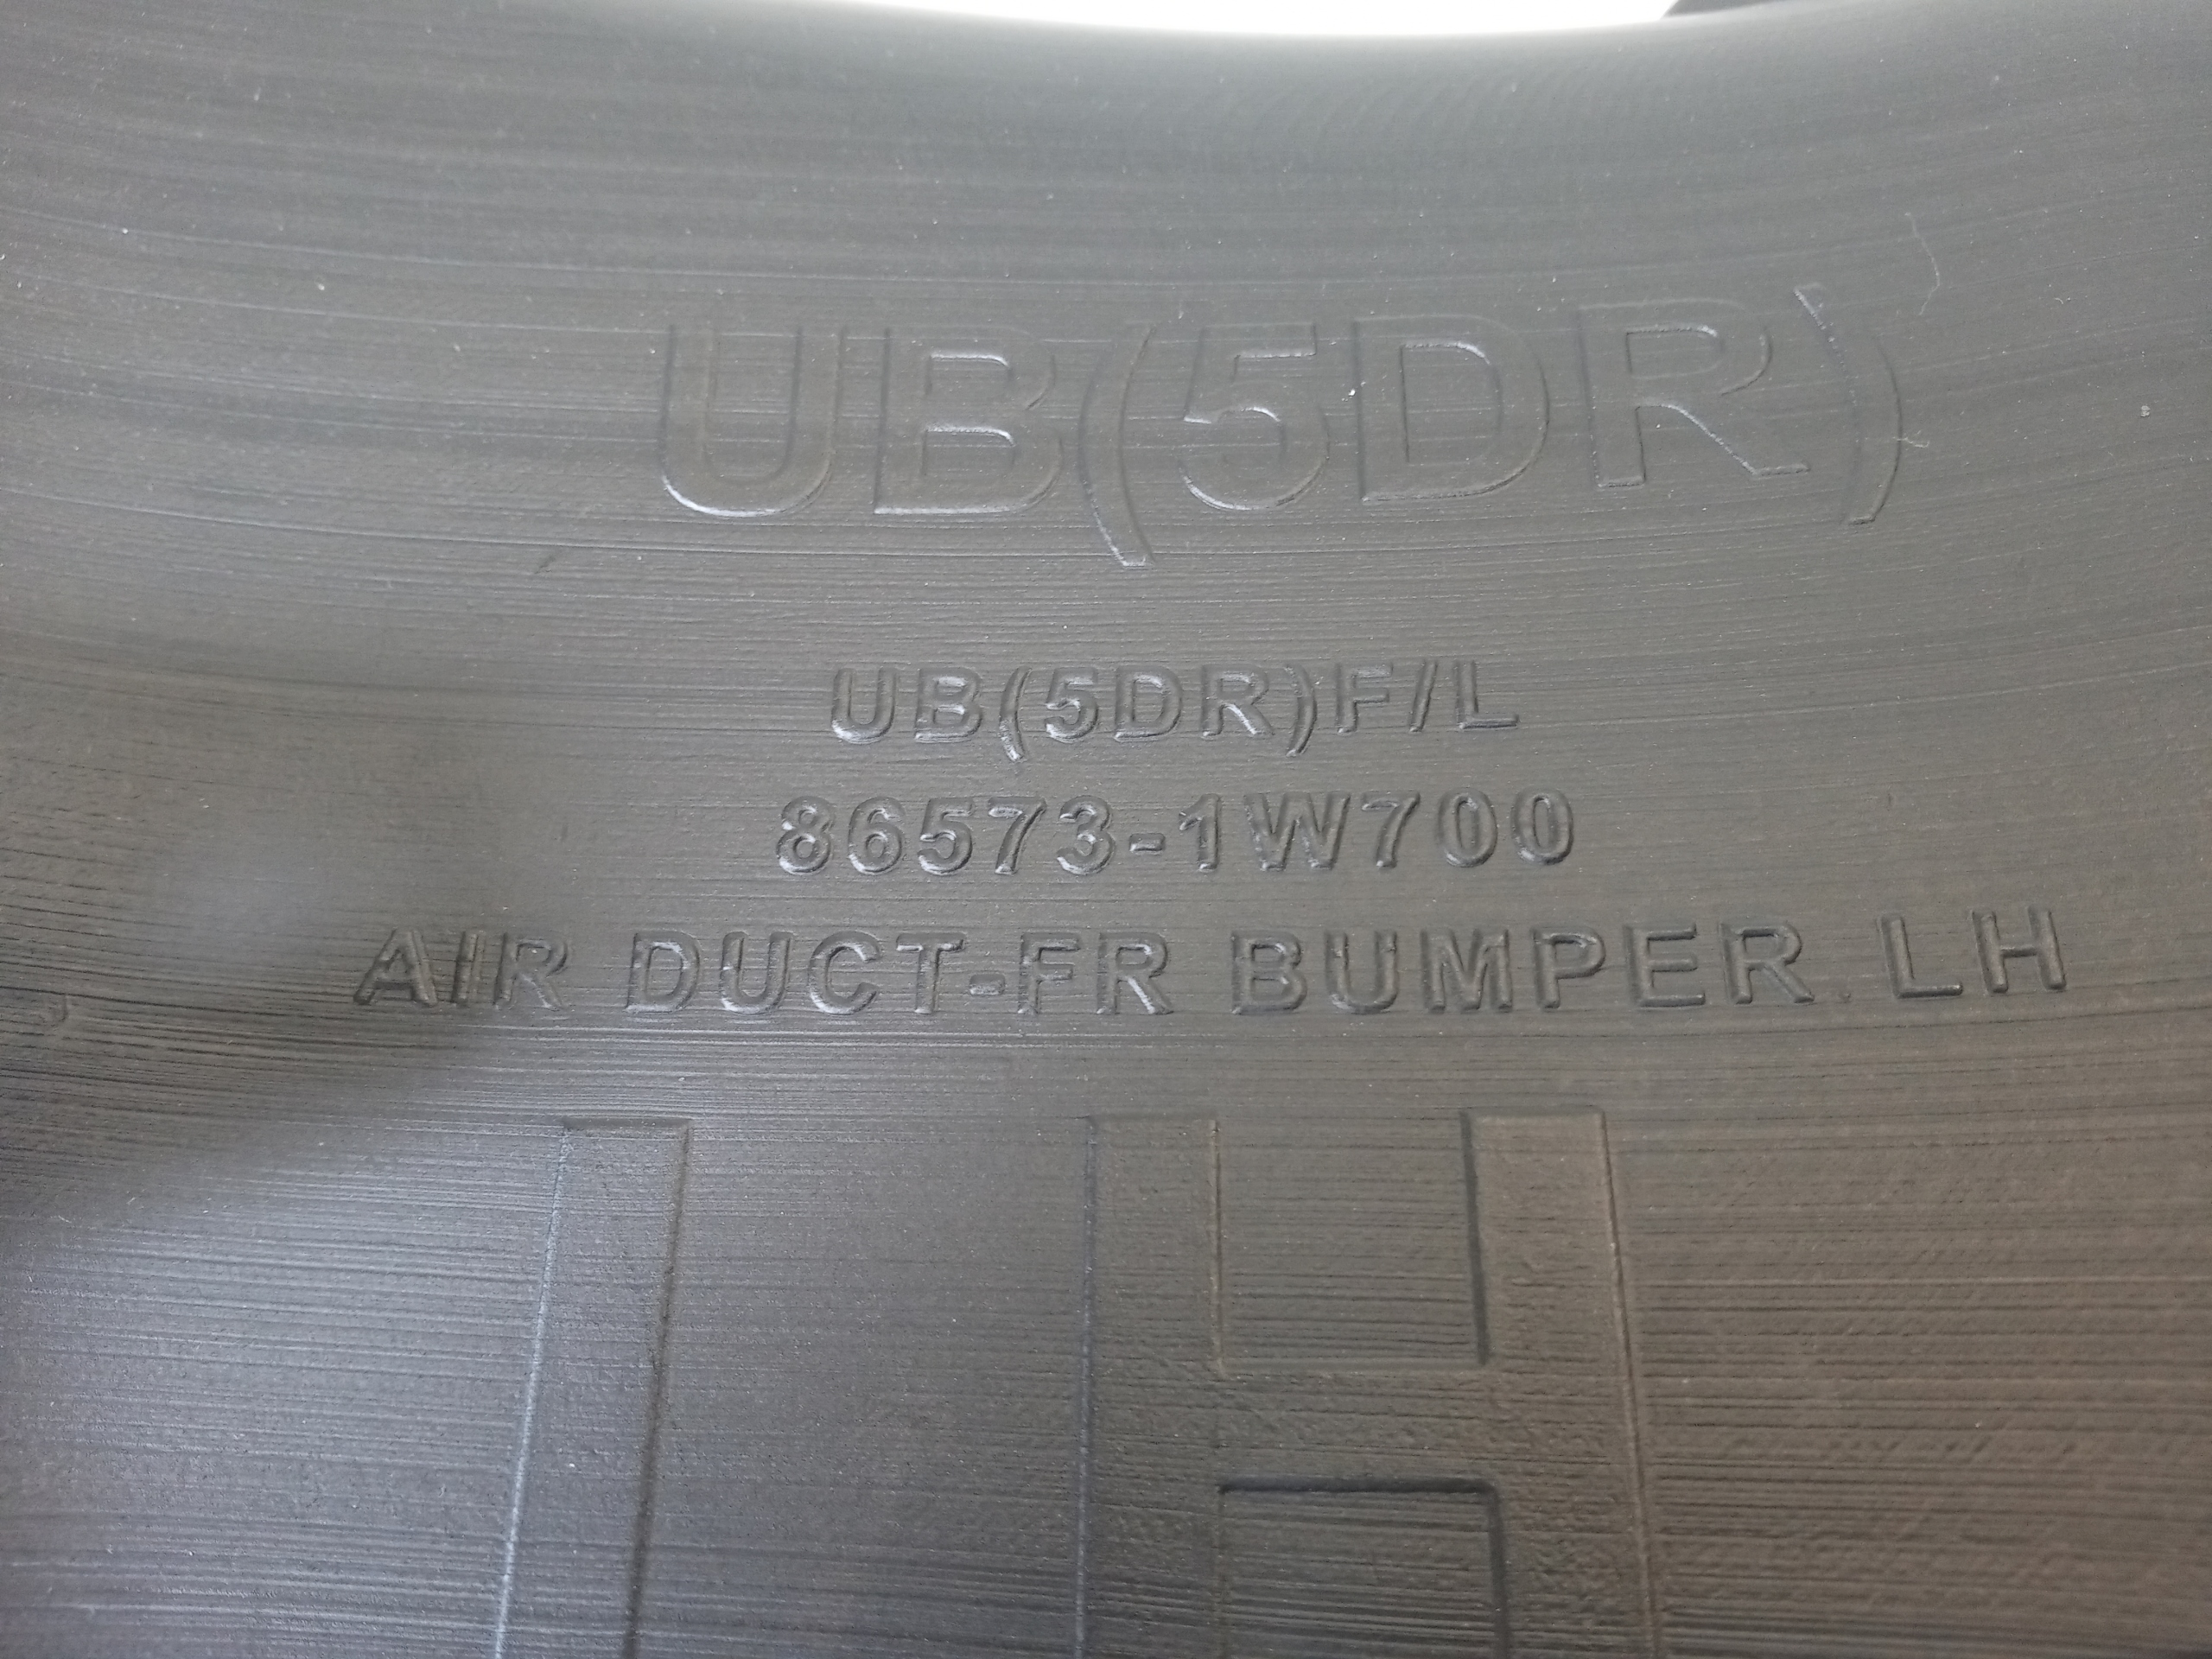 UB(5DR)
UB(5DR)F/L
86573-1W700
AIR DUCT-FR BUMPER.LH
LH